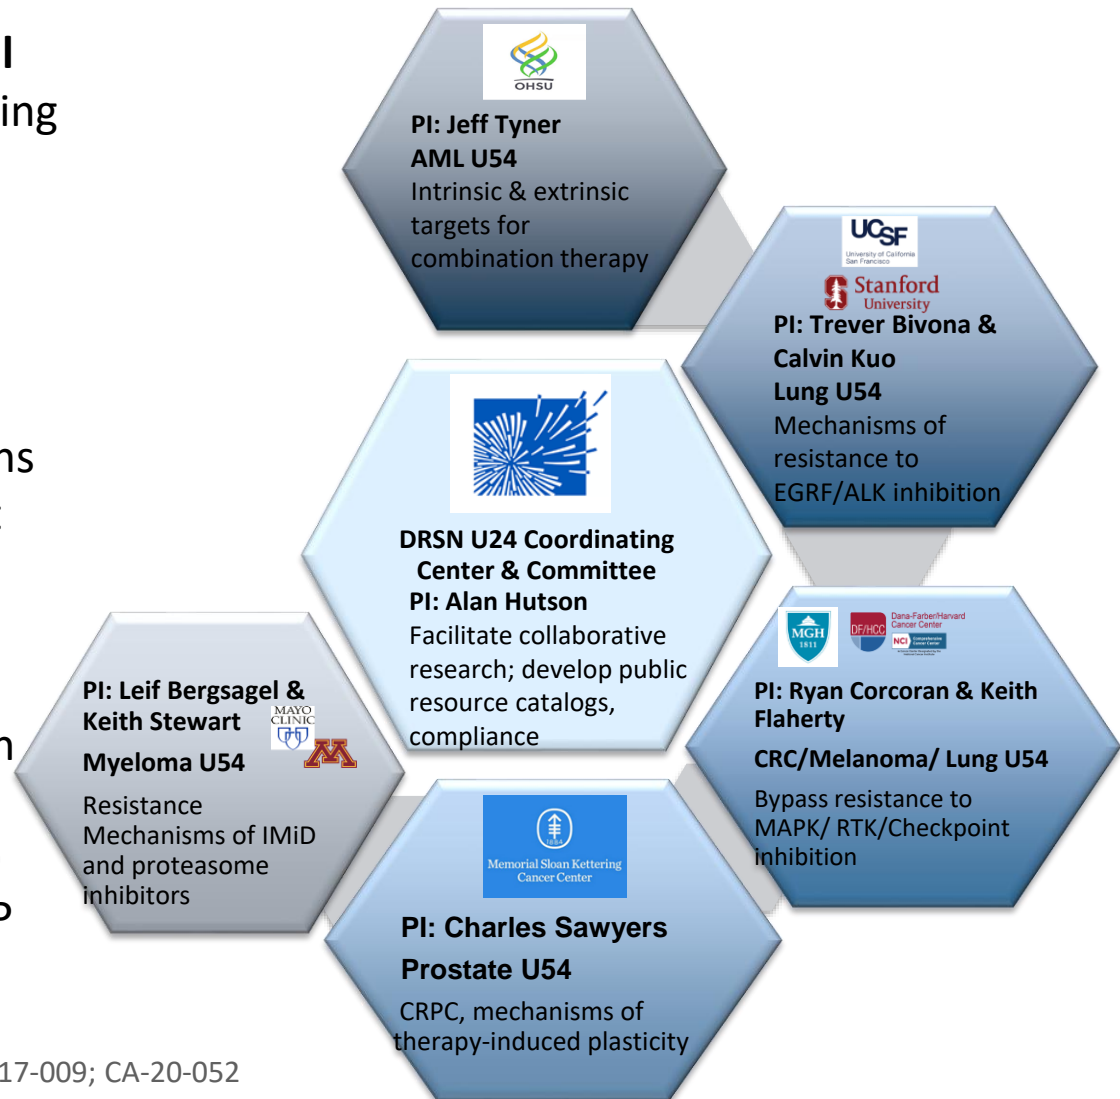 I
ing
ns
n
P
17-009; CA-20-052
OHSU
PI: Jeff Tyner
AML U54
Intrinsic & extrinsic
targets for
combination therapy
UCSF
University of California
San Francisco
Stanford
University
PI: Trever Bivona &
Calvin Kuo
Lung U54
Mechanisms of
resistance to
EGRF/ALK inhibition
DRSN U24 Coordinating
Center & Committee
PI: Alan Hutson
Facilitate collaborative
research; develop public
resource catalogs,
compliance
MGH
1811
DF/HCC
Dana-Farber/Harvard
Cancer Center
NCI
Comprehensive
Cancer Center
PI: Ryan Corcoran & Keith
Flaherty
CRC/Melanoma/ Lung U54
Bypass resistance to
MAPK/ RTK/Checkpoint
inhibition
PI: Leif Bergsagel &
Keith Stewart
MAYO
CLINIC
M
Myeloma U54
Resistance
Mechanisms of IMiD
and proteasome
inhibitors
1884
Memorial Sloan Kettering
Cancer Center
PI: Charles Sawyers
Prostate U54
CRPC, mechanisms of
therapy-induced plasticity